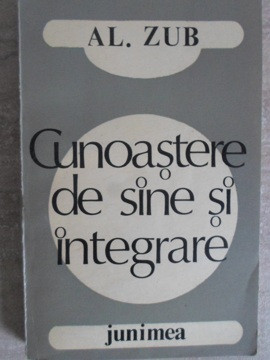 AL. ZUB
Cunoaștere
de sine și
integrare
junimea